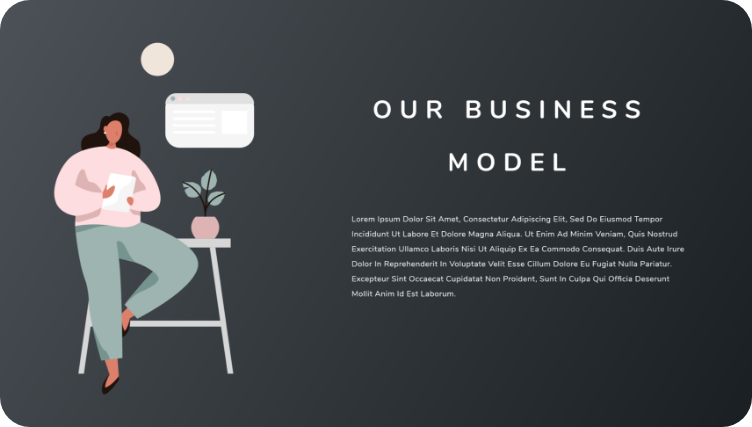 OUR BUSINESS
MODEL
Lorem Ipsum Dolor Sit Amet, Consectetur Adipiscing Elit, Sed Do Eiusmod Tempor
Incididunt Ut Labore Et Dolore Magna Aliqua. Ut Enim Ad Minim Veniam, Quis Nostrud
Exercitation Ullamco Laboris Nisi Ut Aliquip Ex Ea Commodo Consequat. Duis Aute Irure
Dolor In Reprehenderit In Voluptate Velit Esse Cillum Dolore Eu Fugiat Nulla Pariatur.
Excepteur Sint Occaecat Cupidatat Non Proident, Sunt In Culpa Qui Officia Deserunt
Mollit Anim Id Est Laborum.